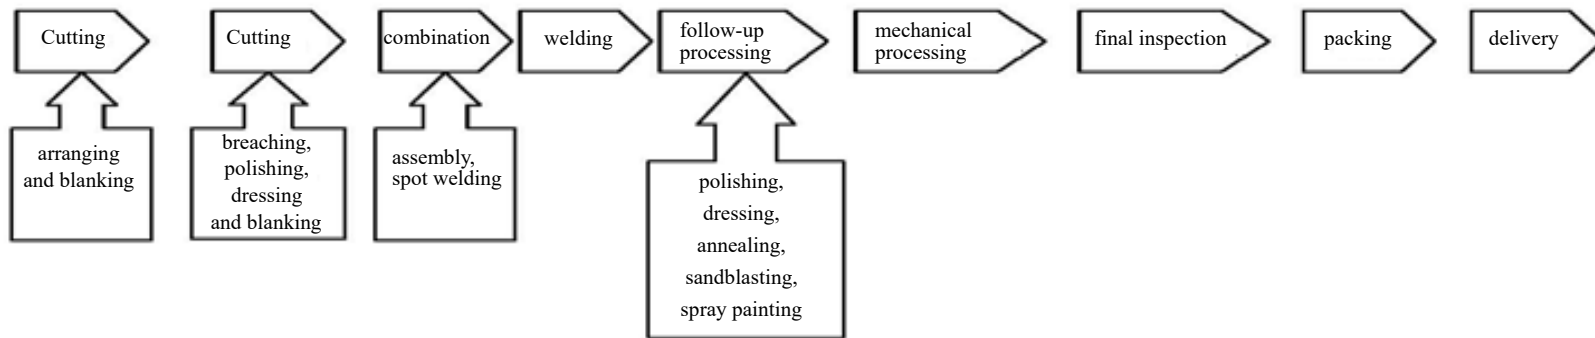 Cutting
Cutting
combination
welding
follow-up
processing
mechanical
processing
final inspection
packing
delivery
arranging
and blanking
breaching,
polishing,
dressing
and blanking
assembly,
spot welding
polishing,
dressing,
annealing,
sandblasting,
spray painting